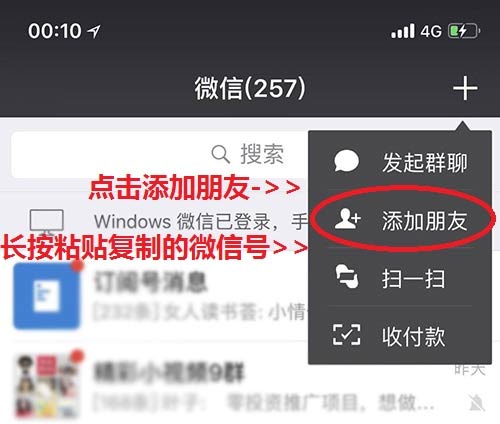 00:10
4G
微信(257)
搜索
发起群聊
点击添加朋友->>
添加朋友
Windows 微信已登录，手
长按粘贴复制的微信号>>
扫一扫
订阅号消息
[232条]女人读书荟: 小情
收付款
精彩小视频9群
昨天
[168条]叶子: 零投资推广项目，想做...